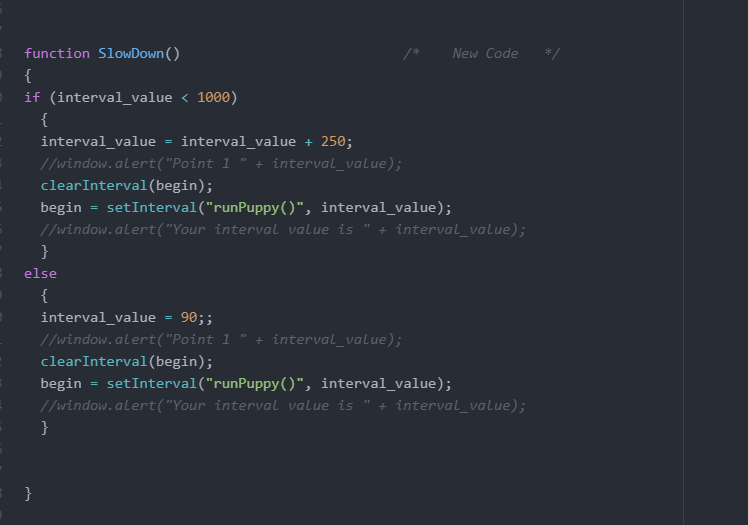 function SlowDown() /* New Code */
{
if (interval_value < 1000)
{
interval_value = interval_value + 250;
//window.alert("Point 1 " + interval_value);
clearInterval(begin);
begin = setInterval("runPuppy()", interval_value);
//window.alert("Your interval value is " + interval_value);
}
else
{
interval_value = 90;;
//window.alert("Point 1 " + interval_value);
clearInterval(begin);
begin = setInterval("runPuppy()", interval_value);
//window.alert("Your interval value is " + interval_value);
}
}